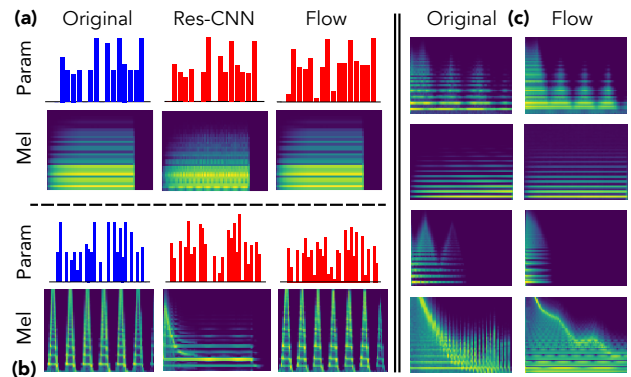 (a) Original Res-CNN Flow
Param
Mel
Param
Mel
(b)
Original (c) Flow